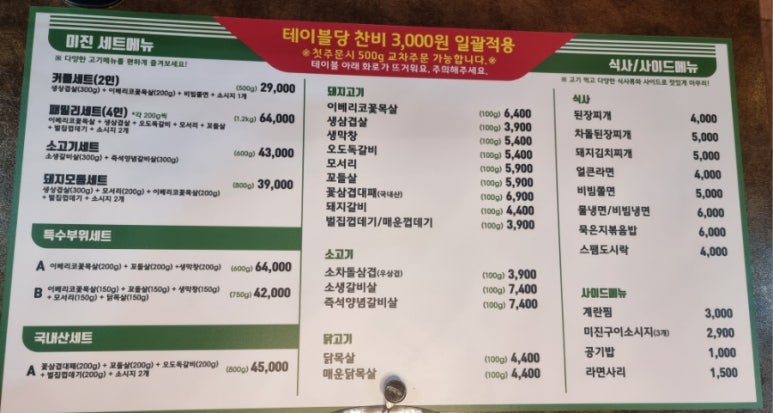 미진 세트메뉴
※ 다양한 고기메뉴를 편하게 즐겨보세요!
커플세트(2인) (500g) 29,000
생삼겹살(300g) + 이베리코꽃목살(200g) + 비빔쫄면 + 소시지 1개
패밀리세트(4인) *각 200g씩 (1.2kg) 64,000
이베리코꽃목살 + 생삼겹살 + 오도독갈비 + 모서리 + 꼬들살
+ 벌집껍데기 + 소시지 2개
소고기세트 (600g) 43,000
소생갈비살(300g) + 즉석양념갈비살(300g)
돼지모둠세트 (800g) 39,000
생삼겹살(300g) + 모서리(200g) + 이베리코꽃목살(200g)
+ 벌집껍데기 + 소시지 2개
특수부위세트
A 이베리코꽃목살(200g) + 꼬들살(200g) +생막창(200g) (600g) 64,000
B 이베리코꽃목살(150g) + 꼬들살(150g) + 생막창(150g)
+ 모서리(150g) + 닭목살(150g) (750g) 42,000
국내산세트
A 꽃삼겹대패(200g) + 꼬들살(200g) + 오도독갈비(200g)
+ 벌집껍데기(200g) + 소시지 2개 (800g) 45,000
테이블당 찬비 3,000원 일괄적용
※첫주문시 500g 교차주문 가능합니다.※
테이블 아래 화로가 뜨거워요. 주의해주세요.
돼지고기
이베리코꽃목살 (100g) 6,400
생삼겹살 (100g) 3,900
생막창 (100g) 5,400
오도독갈비 (100g) 5,400
모서리 (100g) 5,900
꼬들살 (100g) 5,900
꽃삼겹대패(국내산) (100g) 6,900
돼지갈비 (100g) 4,400
벌집껍데기/매운껍데기 (100g) 3,900
소고기
소차돌삼겹(우삼겹) (100g) 3,900
소생갈비살 (100g) 7,400
즉석양념갈비살 (100g) 7,400
닭고기
닭목살 (100g) 4,400
매운닭목살 (100g) 4,400
식사/사이드메뉴
※ 고기 먹고 다양한 식사류와 사이드로 맛있게 마무리!
식사
된장찌개 4,000
차돌된장찌개 5,000
돼지김치찌개 5,000
얼큰라면 4,000
비빔쫄면 5,000
물냉면/비빔냉면 6,000
묵은지볶음밥 6,000
스팸도시락 4,000
사이드메뉴
계란찜 3,000
미진구이소시지(3개) 2,900
공기밥 1,000
라면사리 1,500